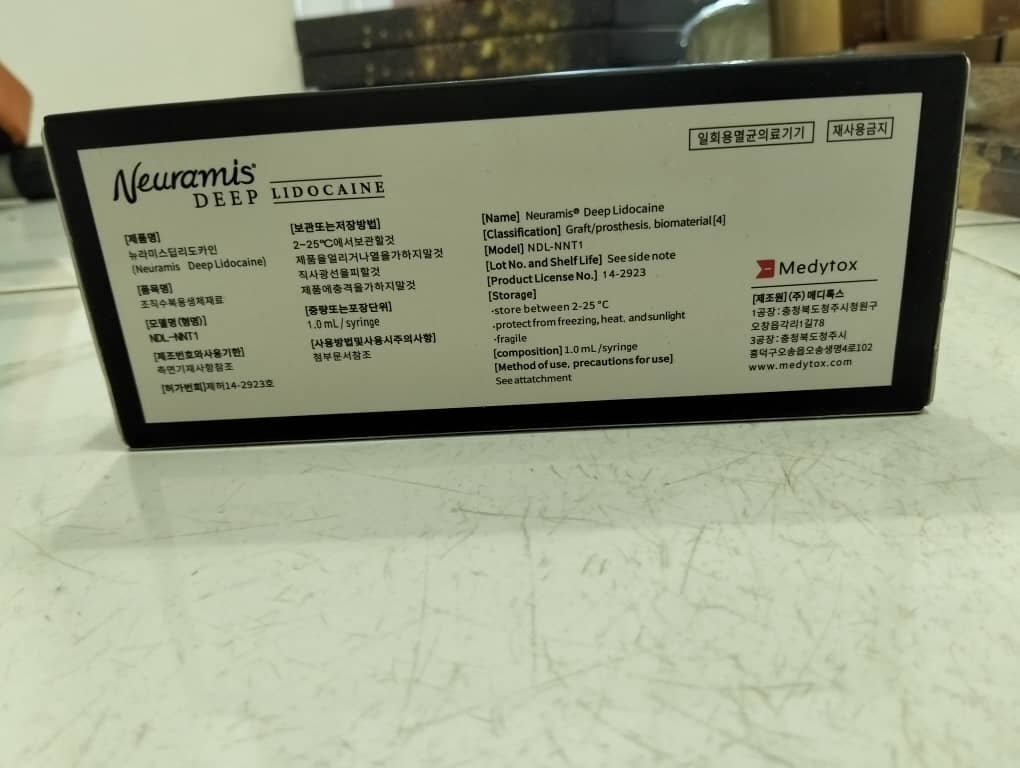 Neuramis®
DEEP LIDOCAINE
일회용멸균의료기기
재사용금지
[제품명]
뉴라미스딥리도카인
(Neuramis Deep Lidocaine)
[품목명]
조직수복용생체재료
[모델명(형명)]
NDL-NNT1
[제조번호와사용기한]
측면기재사항참조
[허가번회]제허14-2923호
[보관또는저장방법]
2~25℃에서보관할것
제품을얼리거나열을가하지말것
직사광선을피할것
제품에충격을가하지말것
[중량또는포장단위]
1.0 mL / syringe
[사용방법및사용시주의사항]
첨부문서참조
[Name] Neuramis® Deep Lidocaine
[Classification] Graft/prosthesis, biomaterial[4]
[Model] NDL-NNT1
[Lot No. and Shelf Life] See side note
[Product License No.] 14-2923
[Storage]
·store between 2-25 °C
·protect from freezing, heat, and sunlight
·fragile
[composition] 1.0 mL /syringe
[Method of use, precautions for use]
See attatchment
Medytox
[제조원] (주) 메디톡스
1공장 : 충청북도청주시청원구
오창읍각리1길78
3공장 : 충청북도청주시
흥덕구오송읍오송생명4로102
www.medytox.com